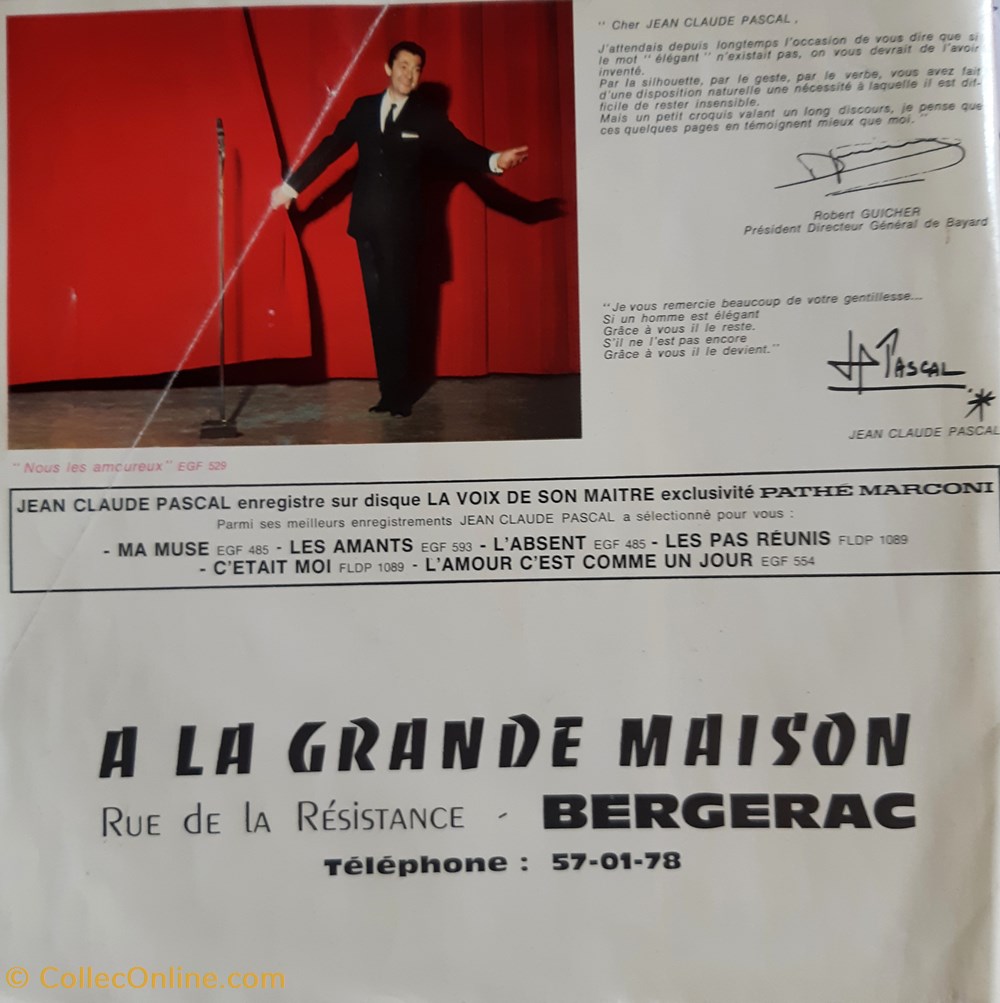 " Cher JEAN CLAUDE PASCAL,
J'attendais depuis longtemps l'occasion de vous dire que si
le mot " élégant " n'existait pas, on vous devrait de l'avoir
inventé.
Par la silhouette, par le geste, par le verbe, vous avez fait
d'une disposition naturelle une nécessité à laquelle il est dif-
ficile de rester insensible.
Mais un petit croquis valant un long discours, je pense que
ces quelques pages en témoignent mieux que moi. "
Robert GUICHER
Président Directeur Général de Bayard
"Je vous remercie beaucoup de votre gentillesse...
Si un homme est élégant
Grâce à vous il le reste.
S'il ne l'est pas encore
Grâce à vous il le devient."
JP PASCAL
JEAN CLAUDE PASCAL
"Nous les amoureux" EGF 529
JEAN CLAUDE PASCAL enregistre sur disque LA VOIX DE SON MAITRE exclusivité PATHÉ MARCONI
Parmi ses meilleurs enregistrements JEAN CLAUDE PASCAL a sélectionné pour vous :
- MA MUSE EGF 485 - LES AMANTS EGF 593 - L'ABSENT EGF 485 - LES PAS RÉUNIS FLDP 1089
- C'ETAIT MOI FLDP 1089 - L'AMOUR C'EST COMME UN JOUR EGF 554
A LA GRANDE MAISON
RUE DE LA RÉSISTANCE - BERGERAC
Téléphone : 57-01-78
© CollecOnline.com